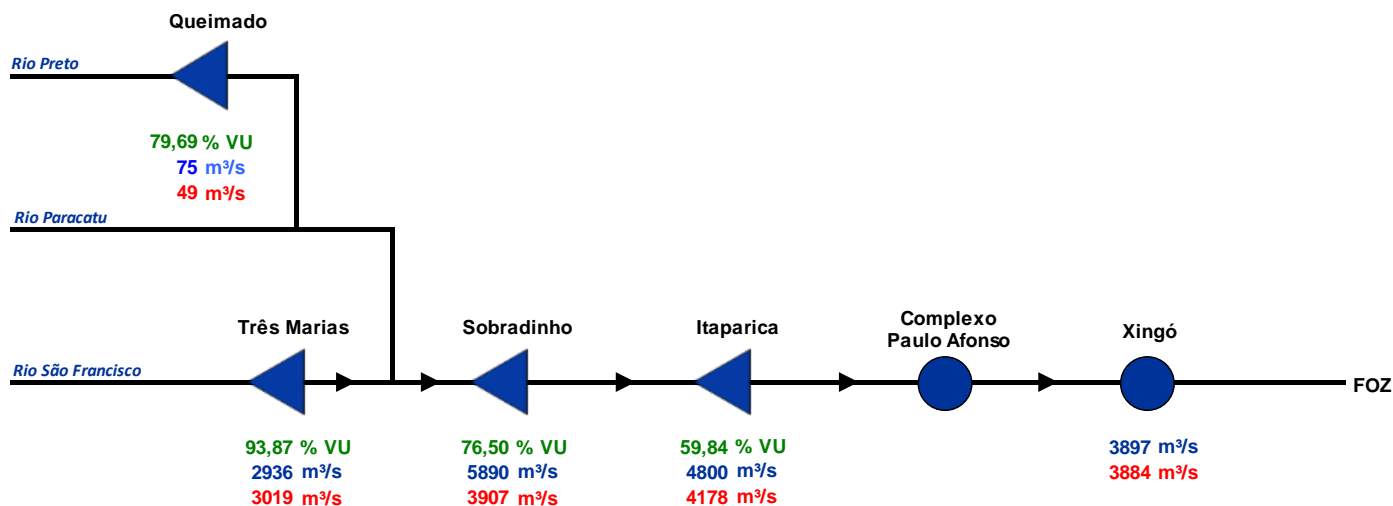 Queimado
Rio Preto
79,69 % VU
75 m³/s
49 m³/s
Rio Paracatu
Três Marias
Sobradinho
Itaparica
Complexo
Paulo Afonso
Xingó
Rio São Francisco
FOZ
93,87 % VU
2936 m³/s
3019 m³/s
76,50 % VU
5890 m³/s
3907 m³/s
59,84 % VU
4800 m³/s
4178 m³/s
3897 m³/s
3884 m³/s